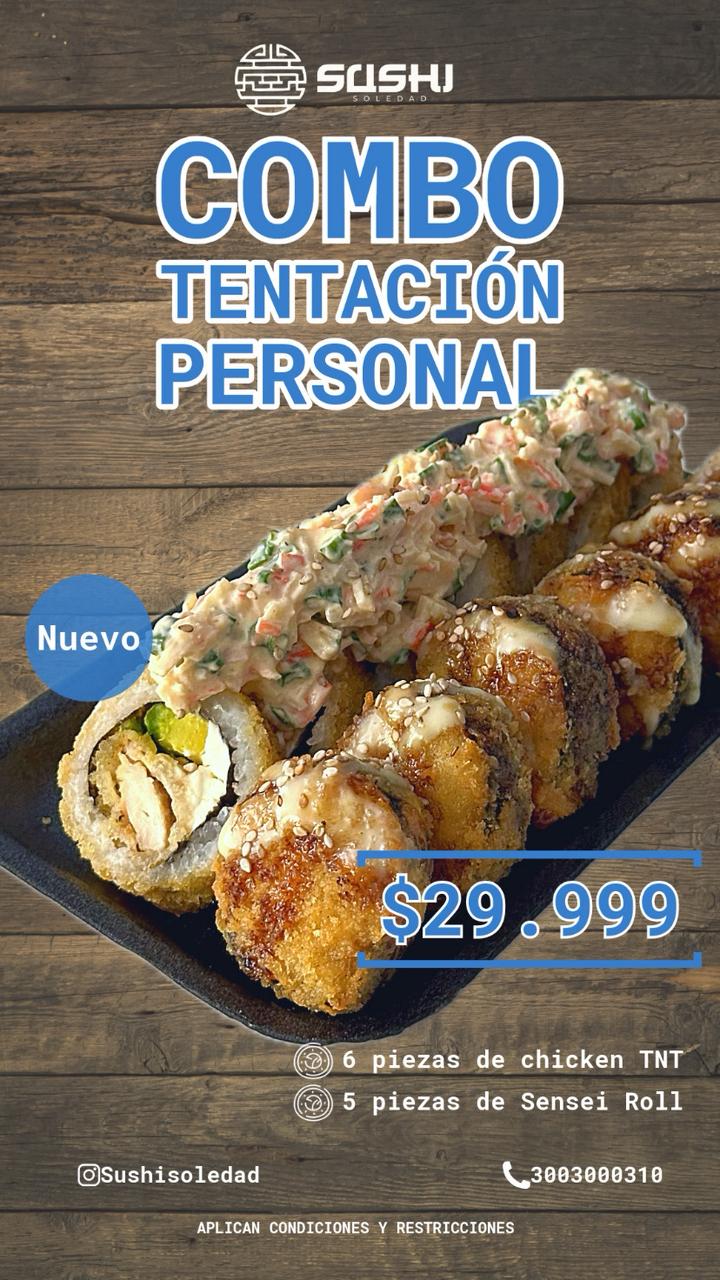 SUSHI
SOLEDAD
COMBO
TENTACIÓN
PERSONAL
Nuevo
$29.999
6 piezas de chicken TNT
5 piezas de Sensei Roll
Sushisoledad
3003000310
APLICAN CONDICIONES Y RESTRICCIONES